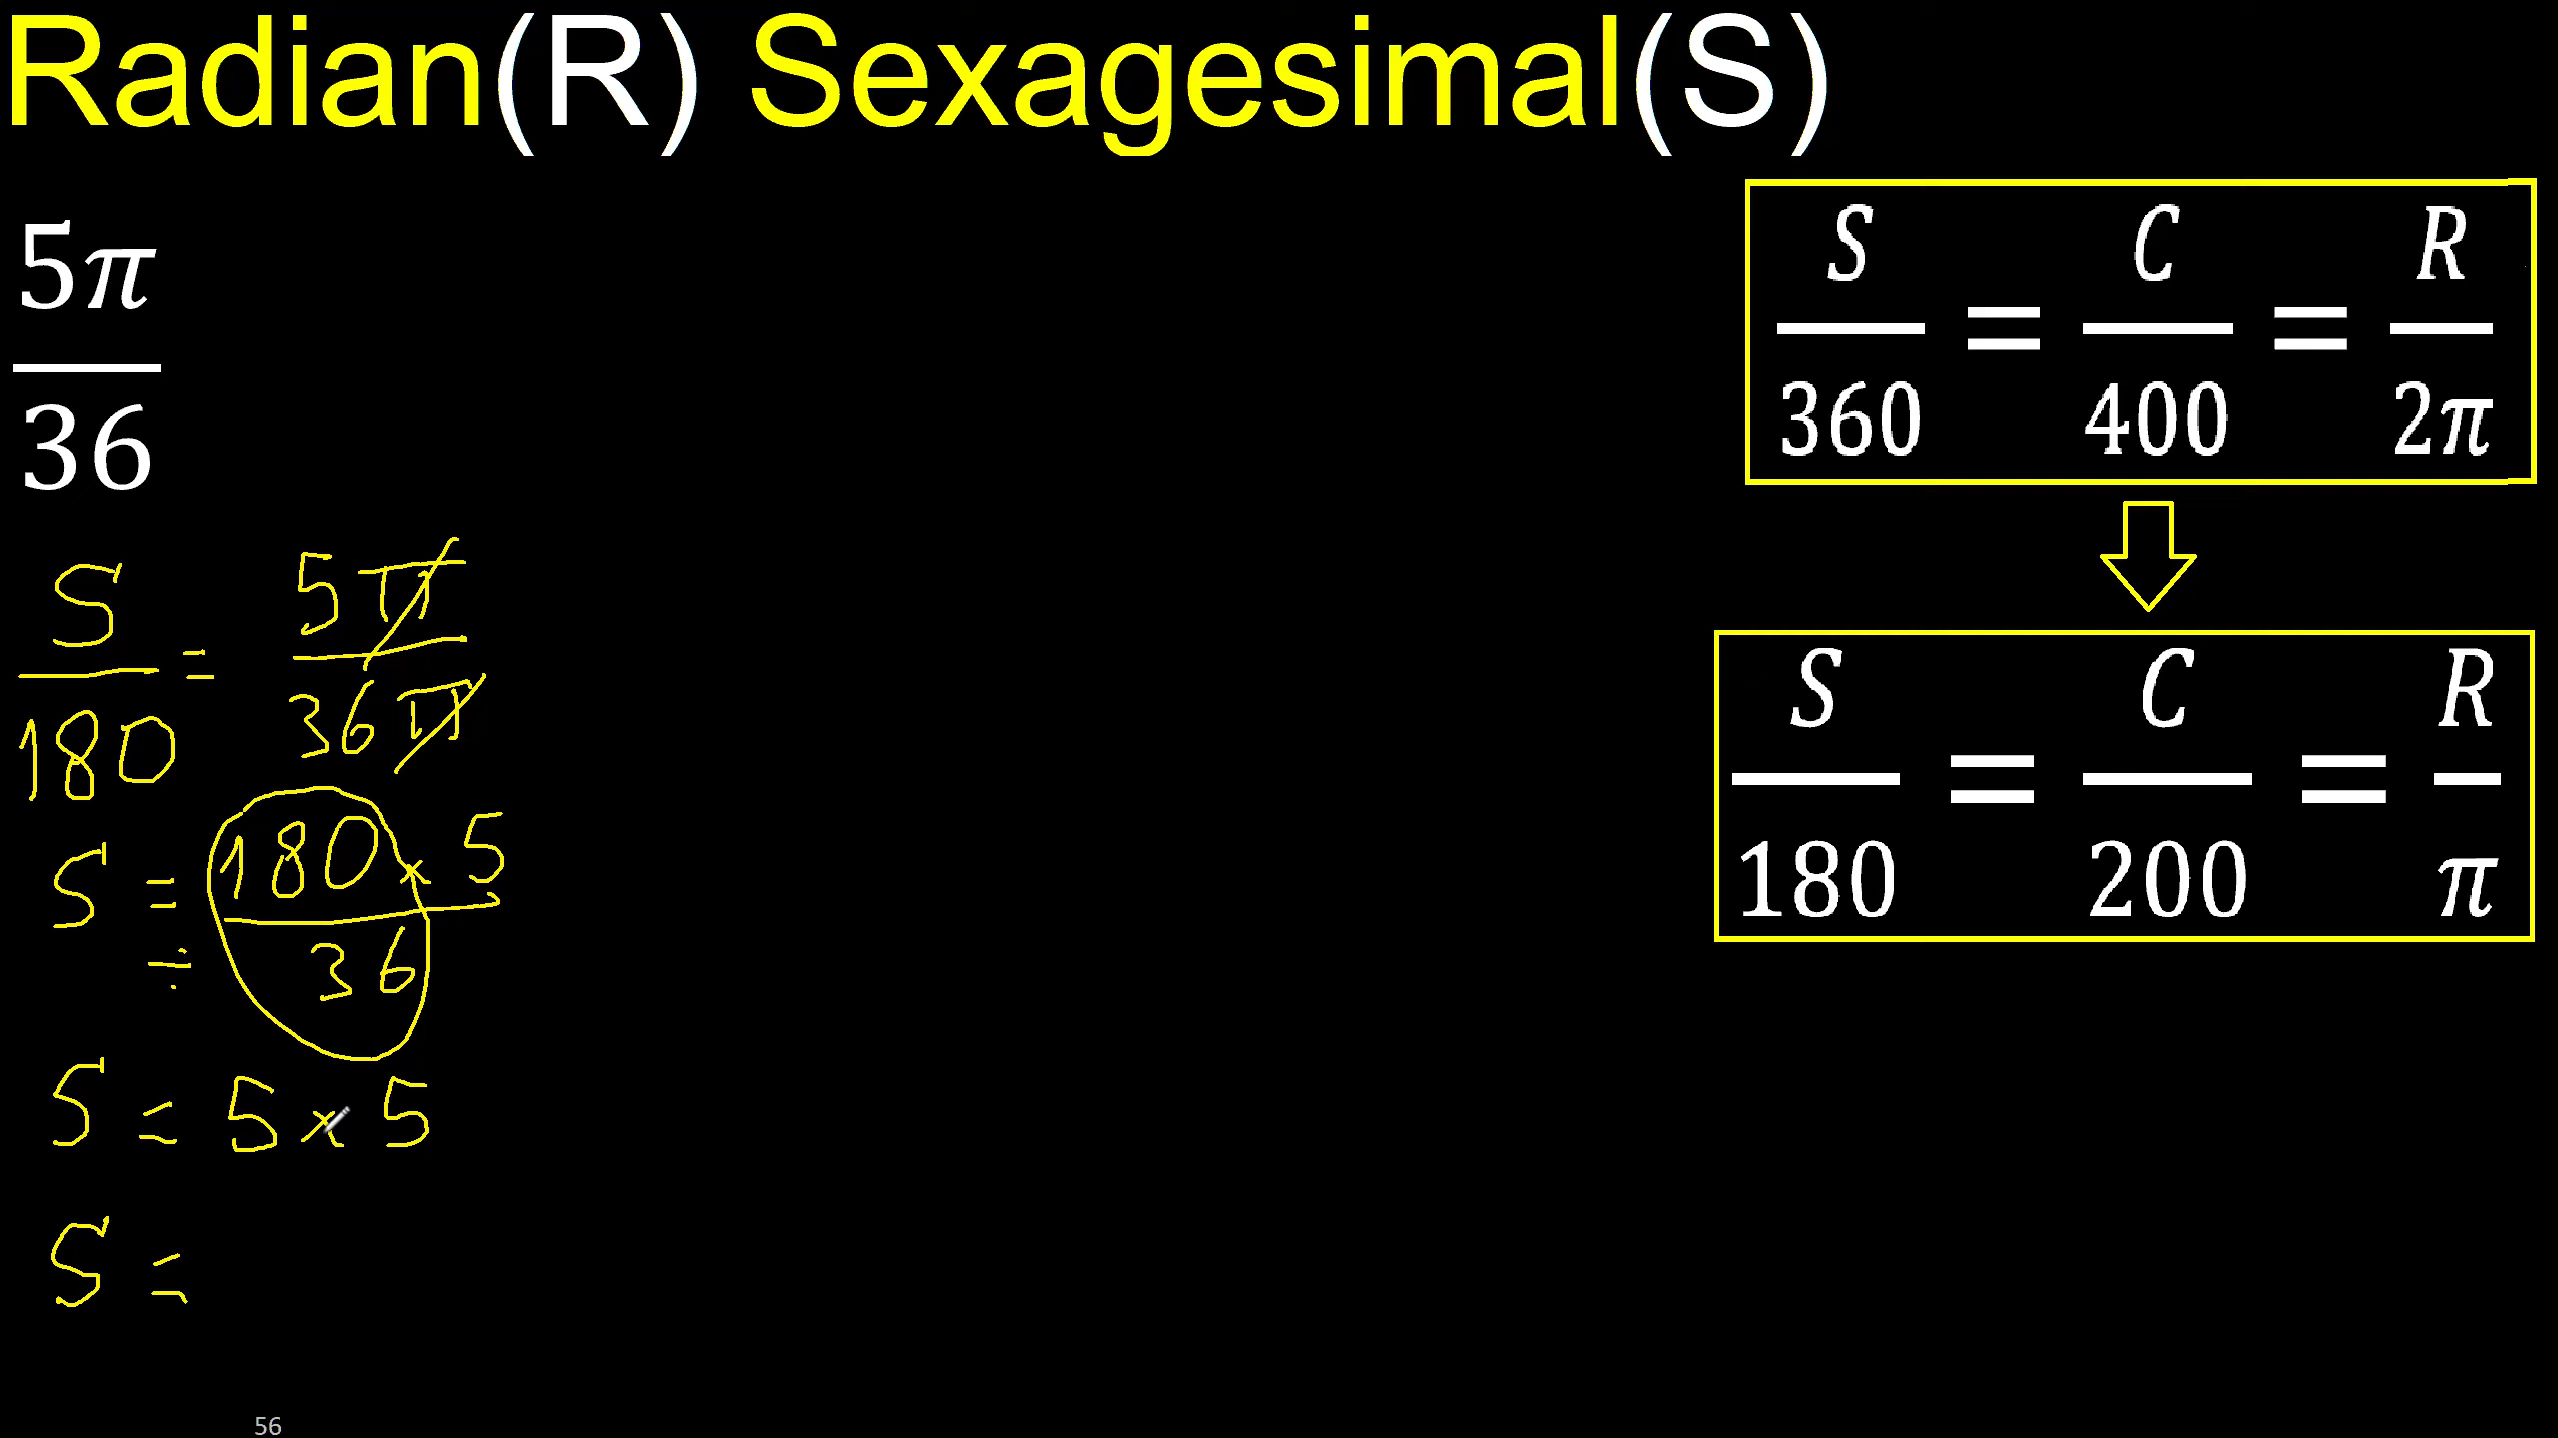 Radian(R) Sexagesimal(S)
5π
36
S/180 = 5π/36π
S = 180 × 5/36
÷
S = 5 × 5
S =
S/360 = C/400 = R/2π
S/180 = C/200 = R/π
56